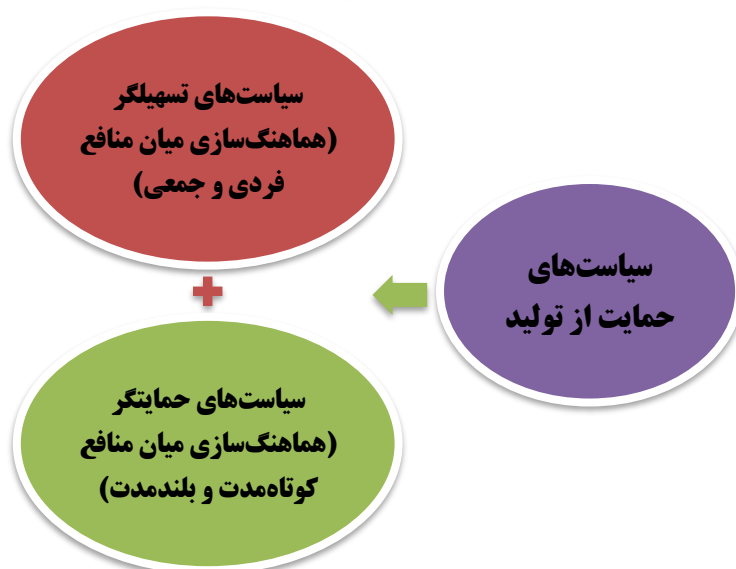 سیاست‌های تسهیلگر
(هماهنگ‌سازی میان منافع
فردی و جمعی)
سیاست‌های
حمایت از تولید
سیاست‌های حمایتگر
(هماهنگ‌سازی میان منافع
کوتاه‌مدت و بلندمدت)